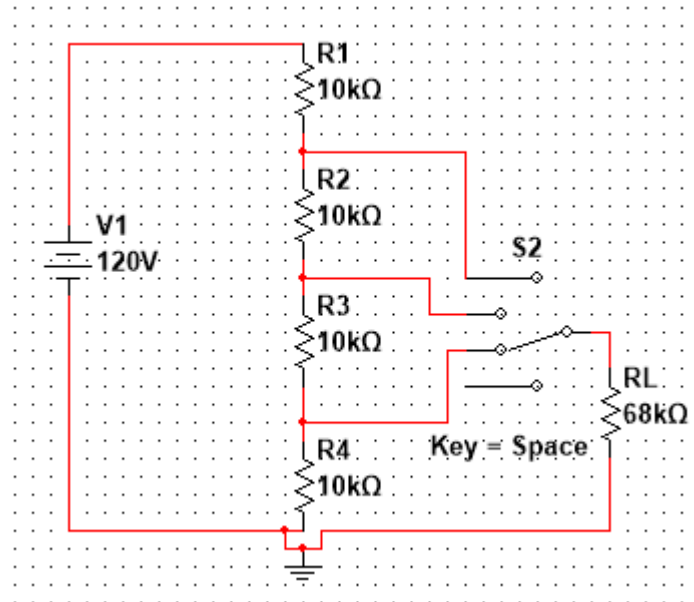 R1
10kΩ
R2
10kΩ
V1
120V
S2
R3
10kΩ
RL
68kΩ
R4
Key = Space
10kΩ